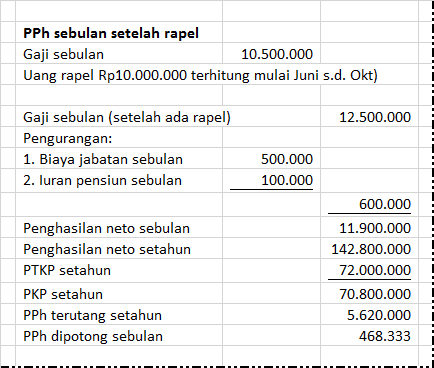 PPh sebulan setelah rapel
Gaji sebulan 10.500.000
Uang rapel Rp10.000.000 terhitung mulai Juni s.d. Okt)
Gaji sebulan (setelah ada rapel) 12.500.000
Pengurangan:
1. Biaya jabatan sebulan 500.000
2. Iuran pensiun sebulan 100.000
600.000
Penghasilan neto sebulan 11.900.000
Penghasilan neto setahun 142.800.000
PTKP setahun 72.000.000
PKP setahun 70.800.000
PPh terutang setahun 5.620.000
PPh dipotong sebulan 468.333